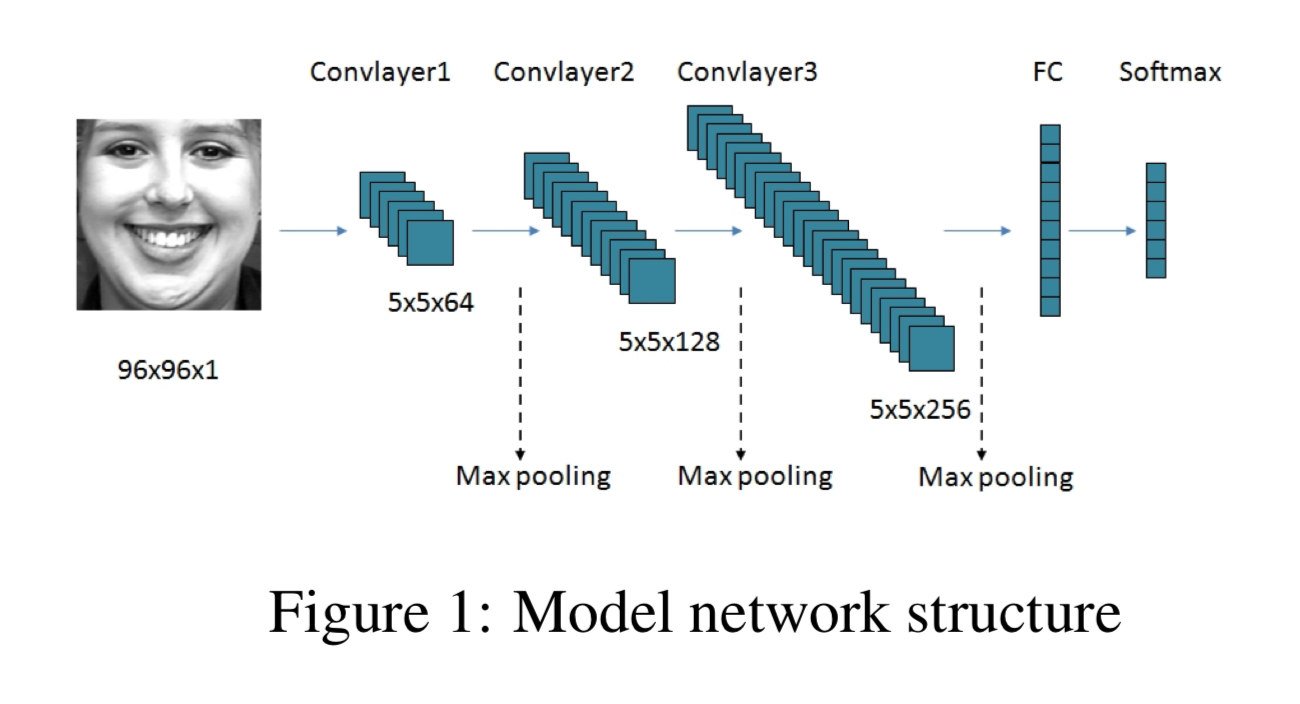 Convlayer1 Convlayer2 Convlayer3 FC Softmax
5x5x64
5x5x128
96x96x1
5x5x256
Max pooling Max pooling Max pooling
Figure 1: Model network structure